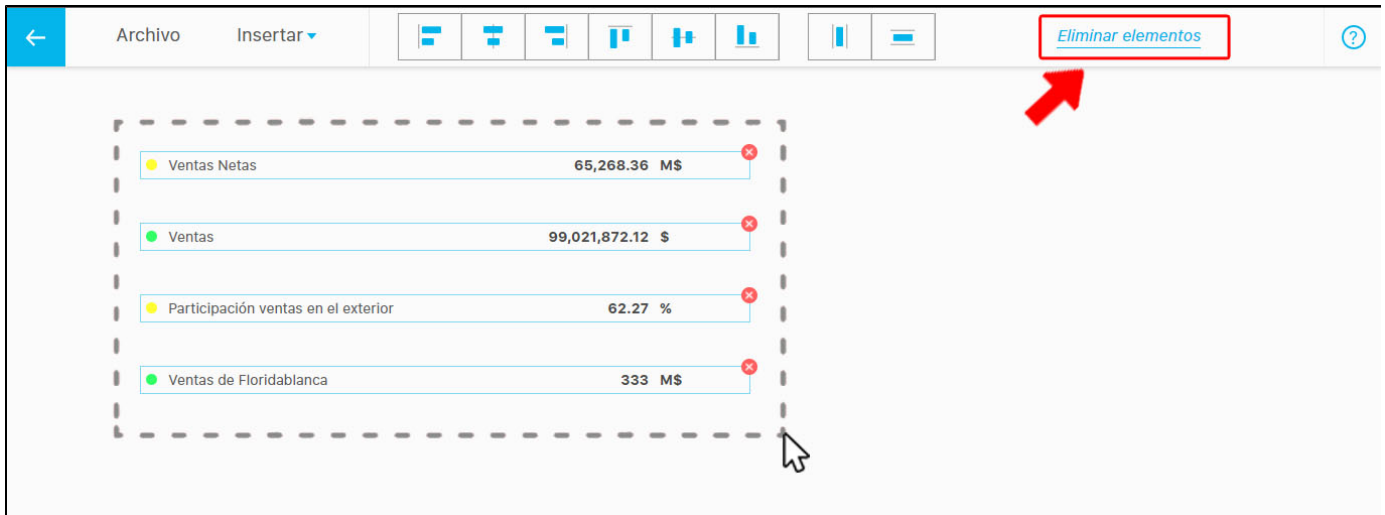 Archivo Insertar Eliminar elementos ?
Ventas Netas 65,268.36 M$
Ventas 99,021,872.12 $
Participación ventas en el exterior 62.27 %
Ventas de Floridablanca 333 M$